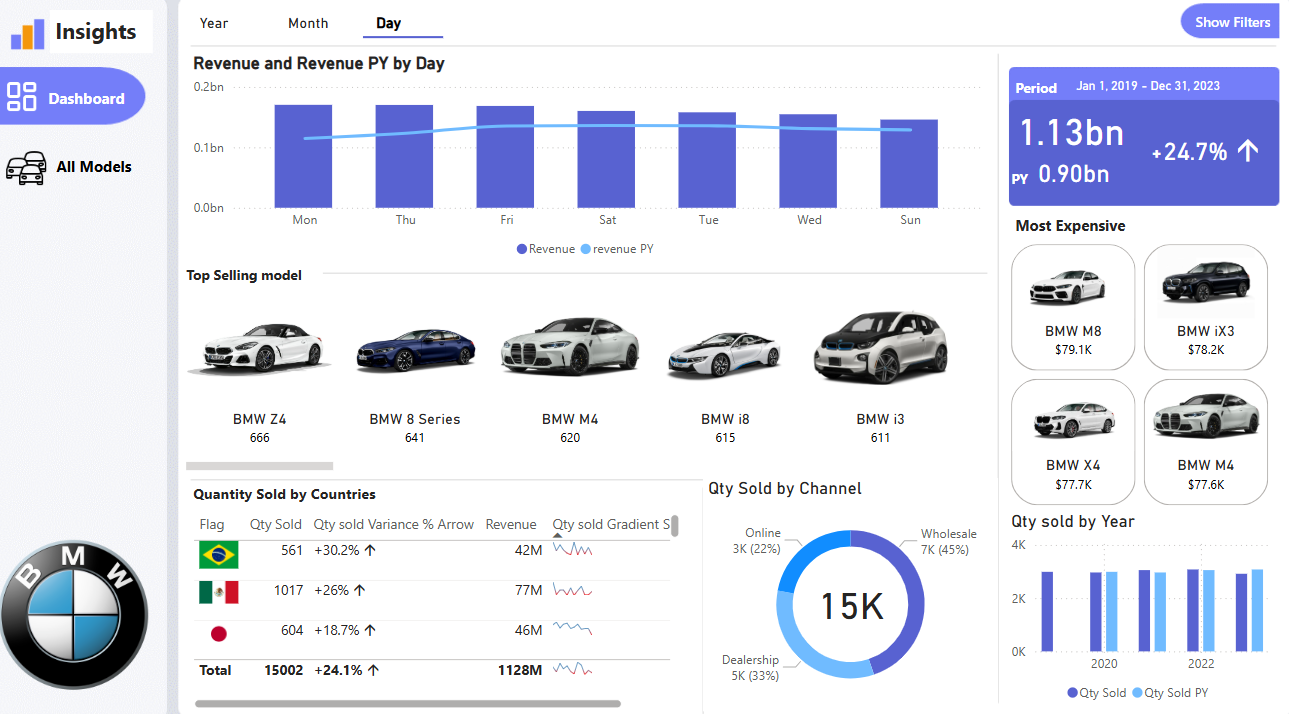 Insights
Dashboard
All Models
Year Month Day
Show Filters
Revenue and Revenue PY by Day
0.2bn
0.1bn
0.0bn
Mon Thu Fri Sat Tue Wed Sun
Revenue revenue PY
Period Jan 1, 2019 - Dec 31, 2023
1.13bn
+24.7%
PY 0.90bn
Most Expensive
BMW M8
$79.1K
BMW iX3
$78.2K
BMW X4
$77.7K
BMW M4
$77.6K
Top Selling model
BMW Z4
666
BMW 8 Series
641
BMW M4
620
BMW i8
615
BMW i3
611
Quantity Sold by Countries
Flag Qty Sold Qty sold Variance % Arrow Revenue Qty sold Gradient S
561 +30.2% ↑ 42M
1017 +26% ↑ 77M
604 +18.7% ↑ 46M
Total 15002 +24.1% ↑ 1128M
Qty Sold by Channel
Online
3K (22%)
Wholesale
7K (45%)
15K
Dealership
5K (33%)
Qty sold by Year
4K
2K
0K
2020 2022
Qty Sold Qty Sold PY
BMW